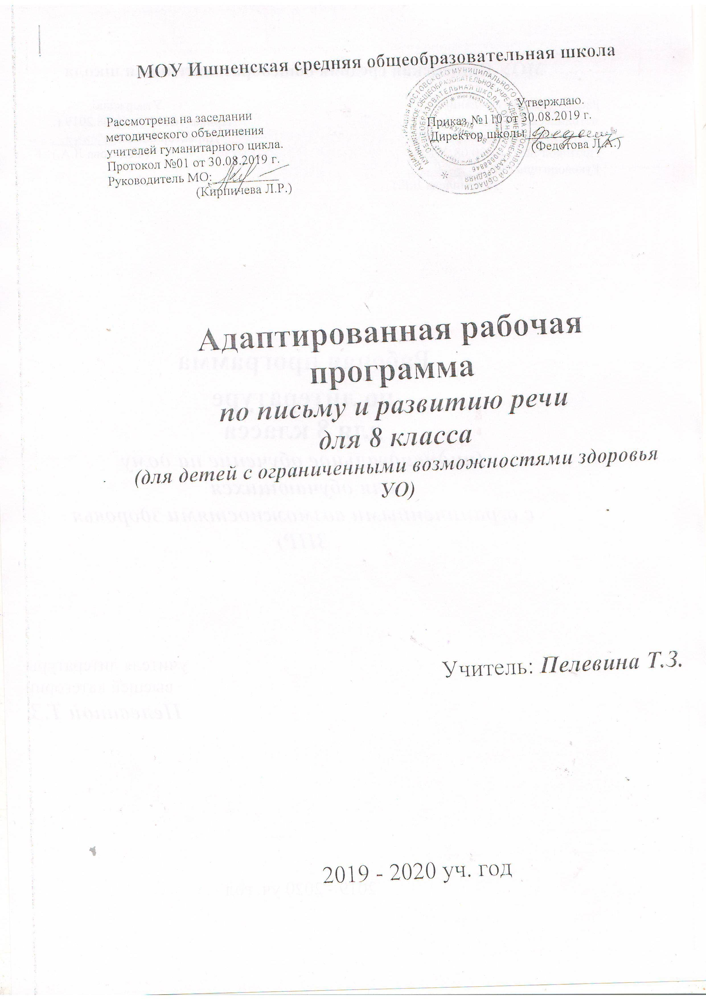 МОУ Ишненская средняя общеобразовательная школа
Рассмотрена на заседании
методического объединения
учителей гуманитарного цикла.
Протокол №01 от 30.08.2019 г.
Руководитель МО:
(Кирпичева Л.Р.)
Утверждаю.
Приказ №110 от 30.08.2019 г.
Директор школы
(Федотова Л.А.)
Адаптированная рабочая
программа
по письму и развитию речи
для 8 класса
(для детей с ограниченными возможностями здоровья
УО)
Учитель: Пелевина Т.З.
2019 - 2020 уч. год